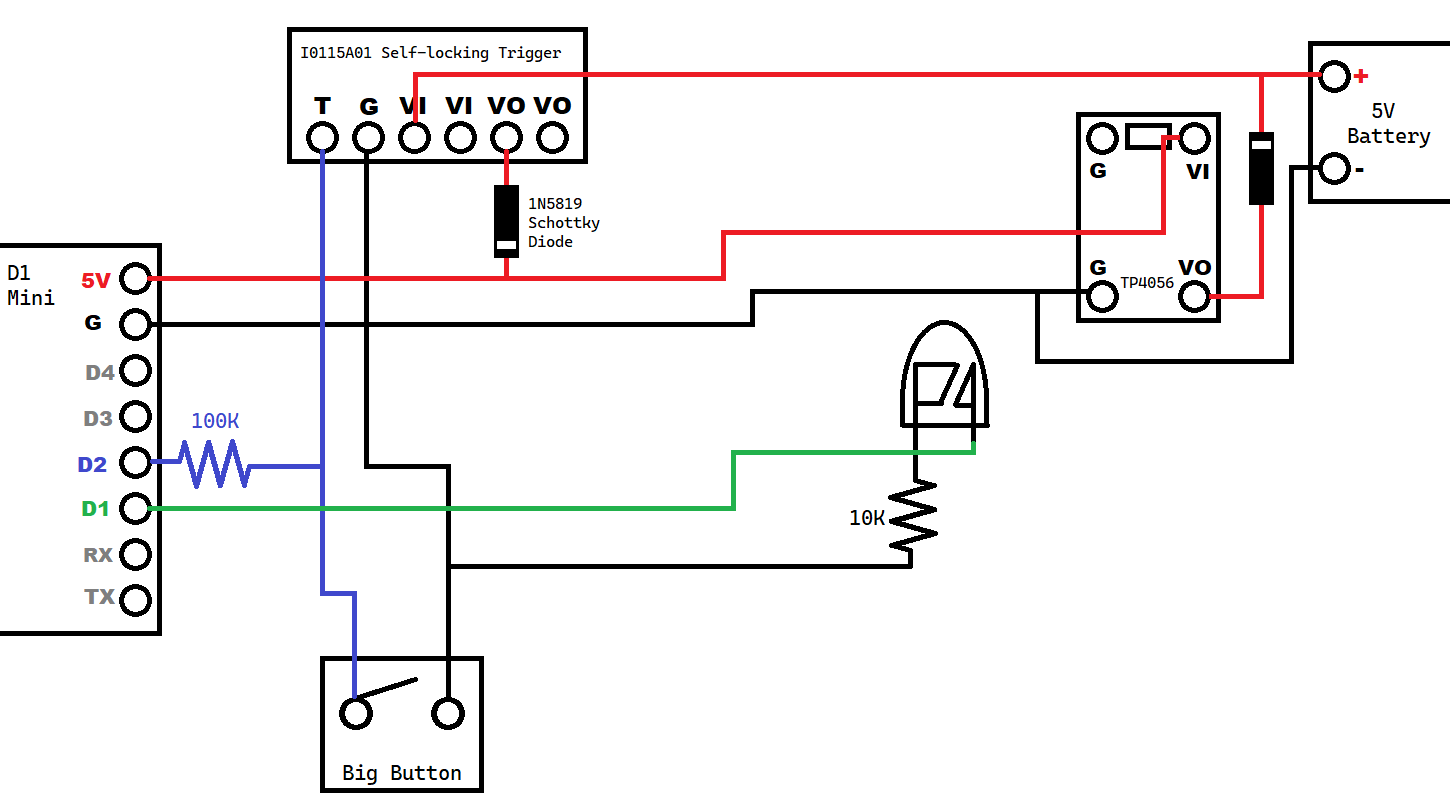 I0115A01 Self-locking Trigger
T G VI VI VO VO
+
5V
Battery
-
G VI
G VO
TP4056
1N5819
Schottky
Diode
D1
Mini
5V
G
D4
D3
D2
D1
RX
TX
100K
10K
Big Button